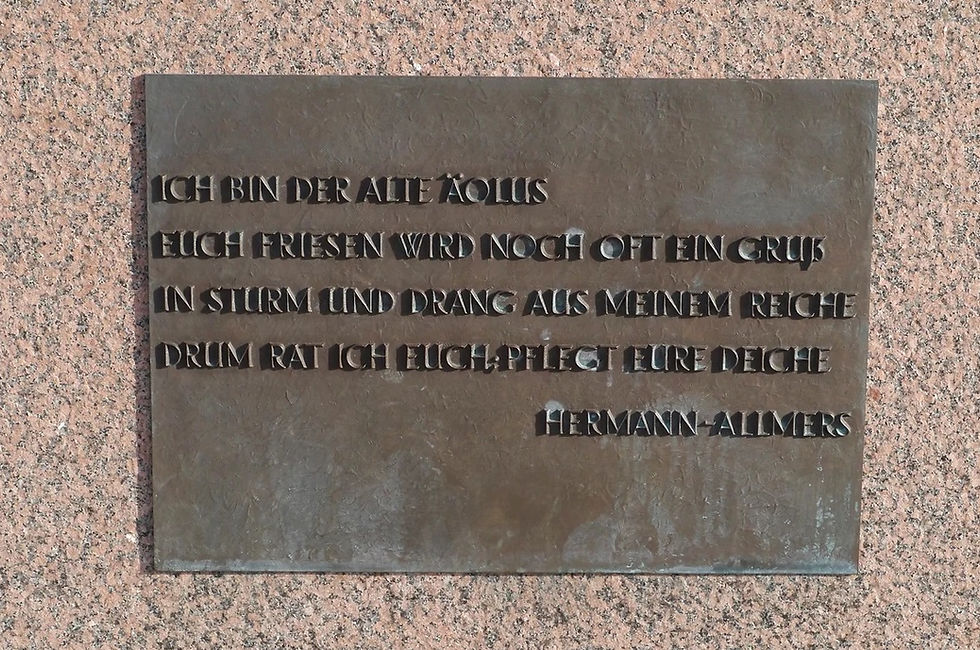 ICH BIN DER ALTE ÄOLUS
EUCH FRIESEN WIRD NOCH OFT EIN GRUß
IN STURM UND DRANG AUS MEINEM REICHE
DRUM RAT ICH EUCH: PFLEGT EURE DEICHE
HERMANN-ALLMERS